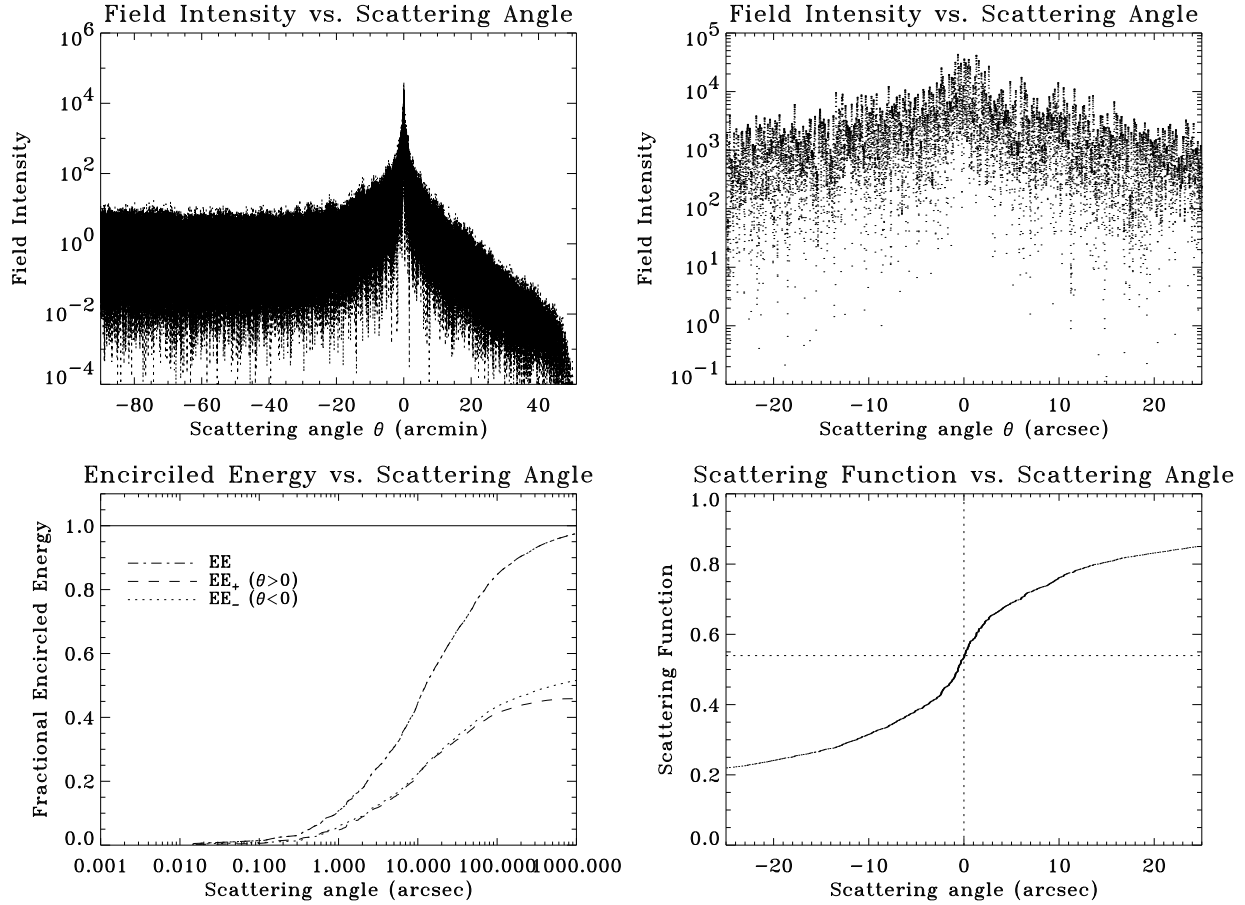 Field Intensity vs. Scattering Angle
10^6
10^4
10^2
10^0
10^-2
10^-4
Field Intensity
-80 -60 -40 -20 0 20 40
Scattering angle θ (arcmin)
Field Intensity vs. Scattering Angle
10^5
10^4
10^3
10^2
10^1
10^0
10^-1
Field Intensity
-20 -10 0 10 20
Scattering angle θ (arcsec)
Encirciled Energy vs. Scattering Angle
1.0
0.8
0.6
0.4
0.2
0.0
Fractional Encircled Energy
EE
EE_+ (θ>0)
EE_- (θ<0)
0.001 0.010 0.100 1.000 10.000 100.000 1000.000
Scattering angle (arcsec)
Scattering Function vs. Scattering Angle
1.0
0.8
0.6
0.4
0.2
0.0
Scattering Function
-20 -10 0 10 20
Scattering angle (arcsec)